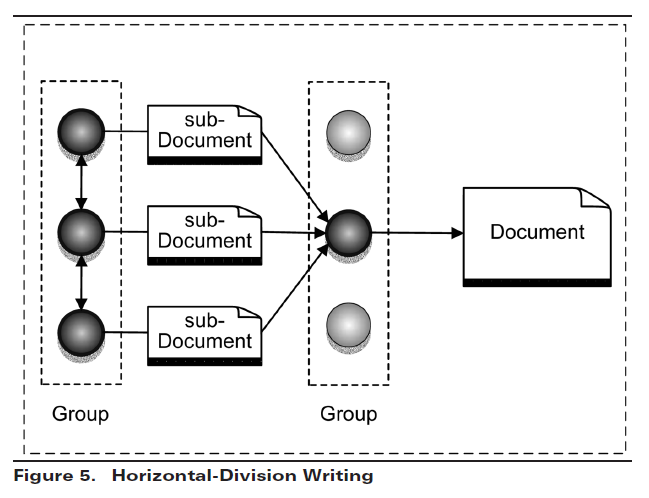 sub-
Document
sub-
Document
sub-
Document
Document
Group
Group
Figure 5. Horizontal-Division Writing